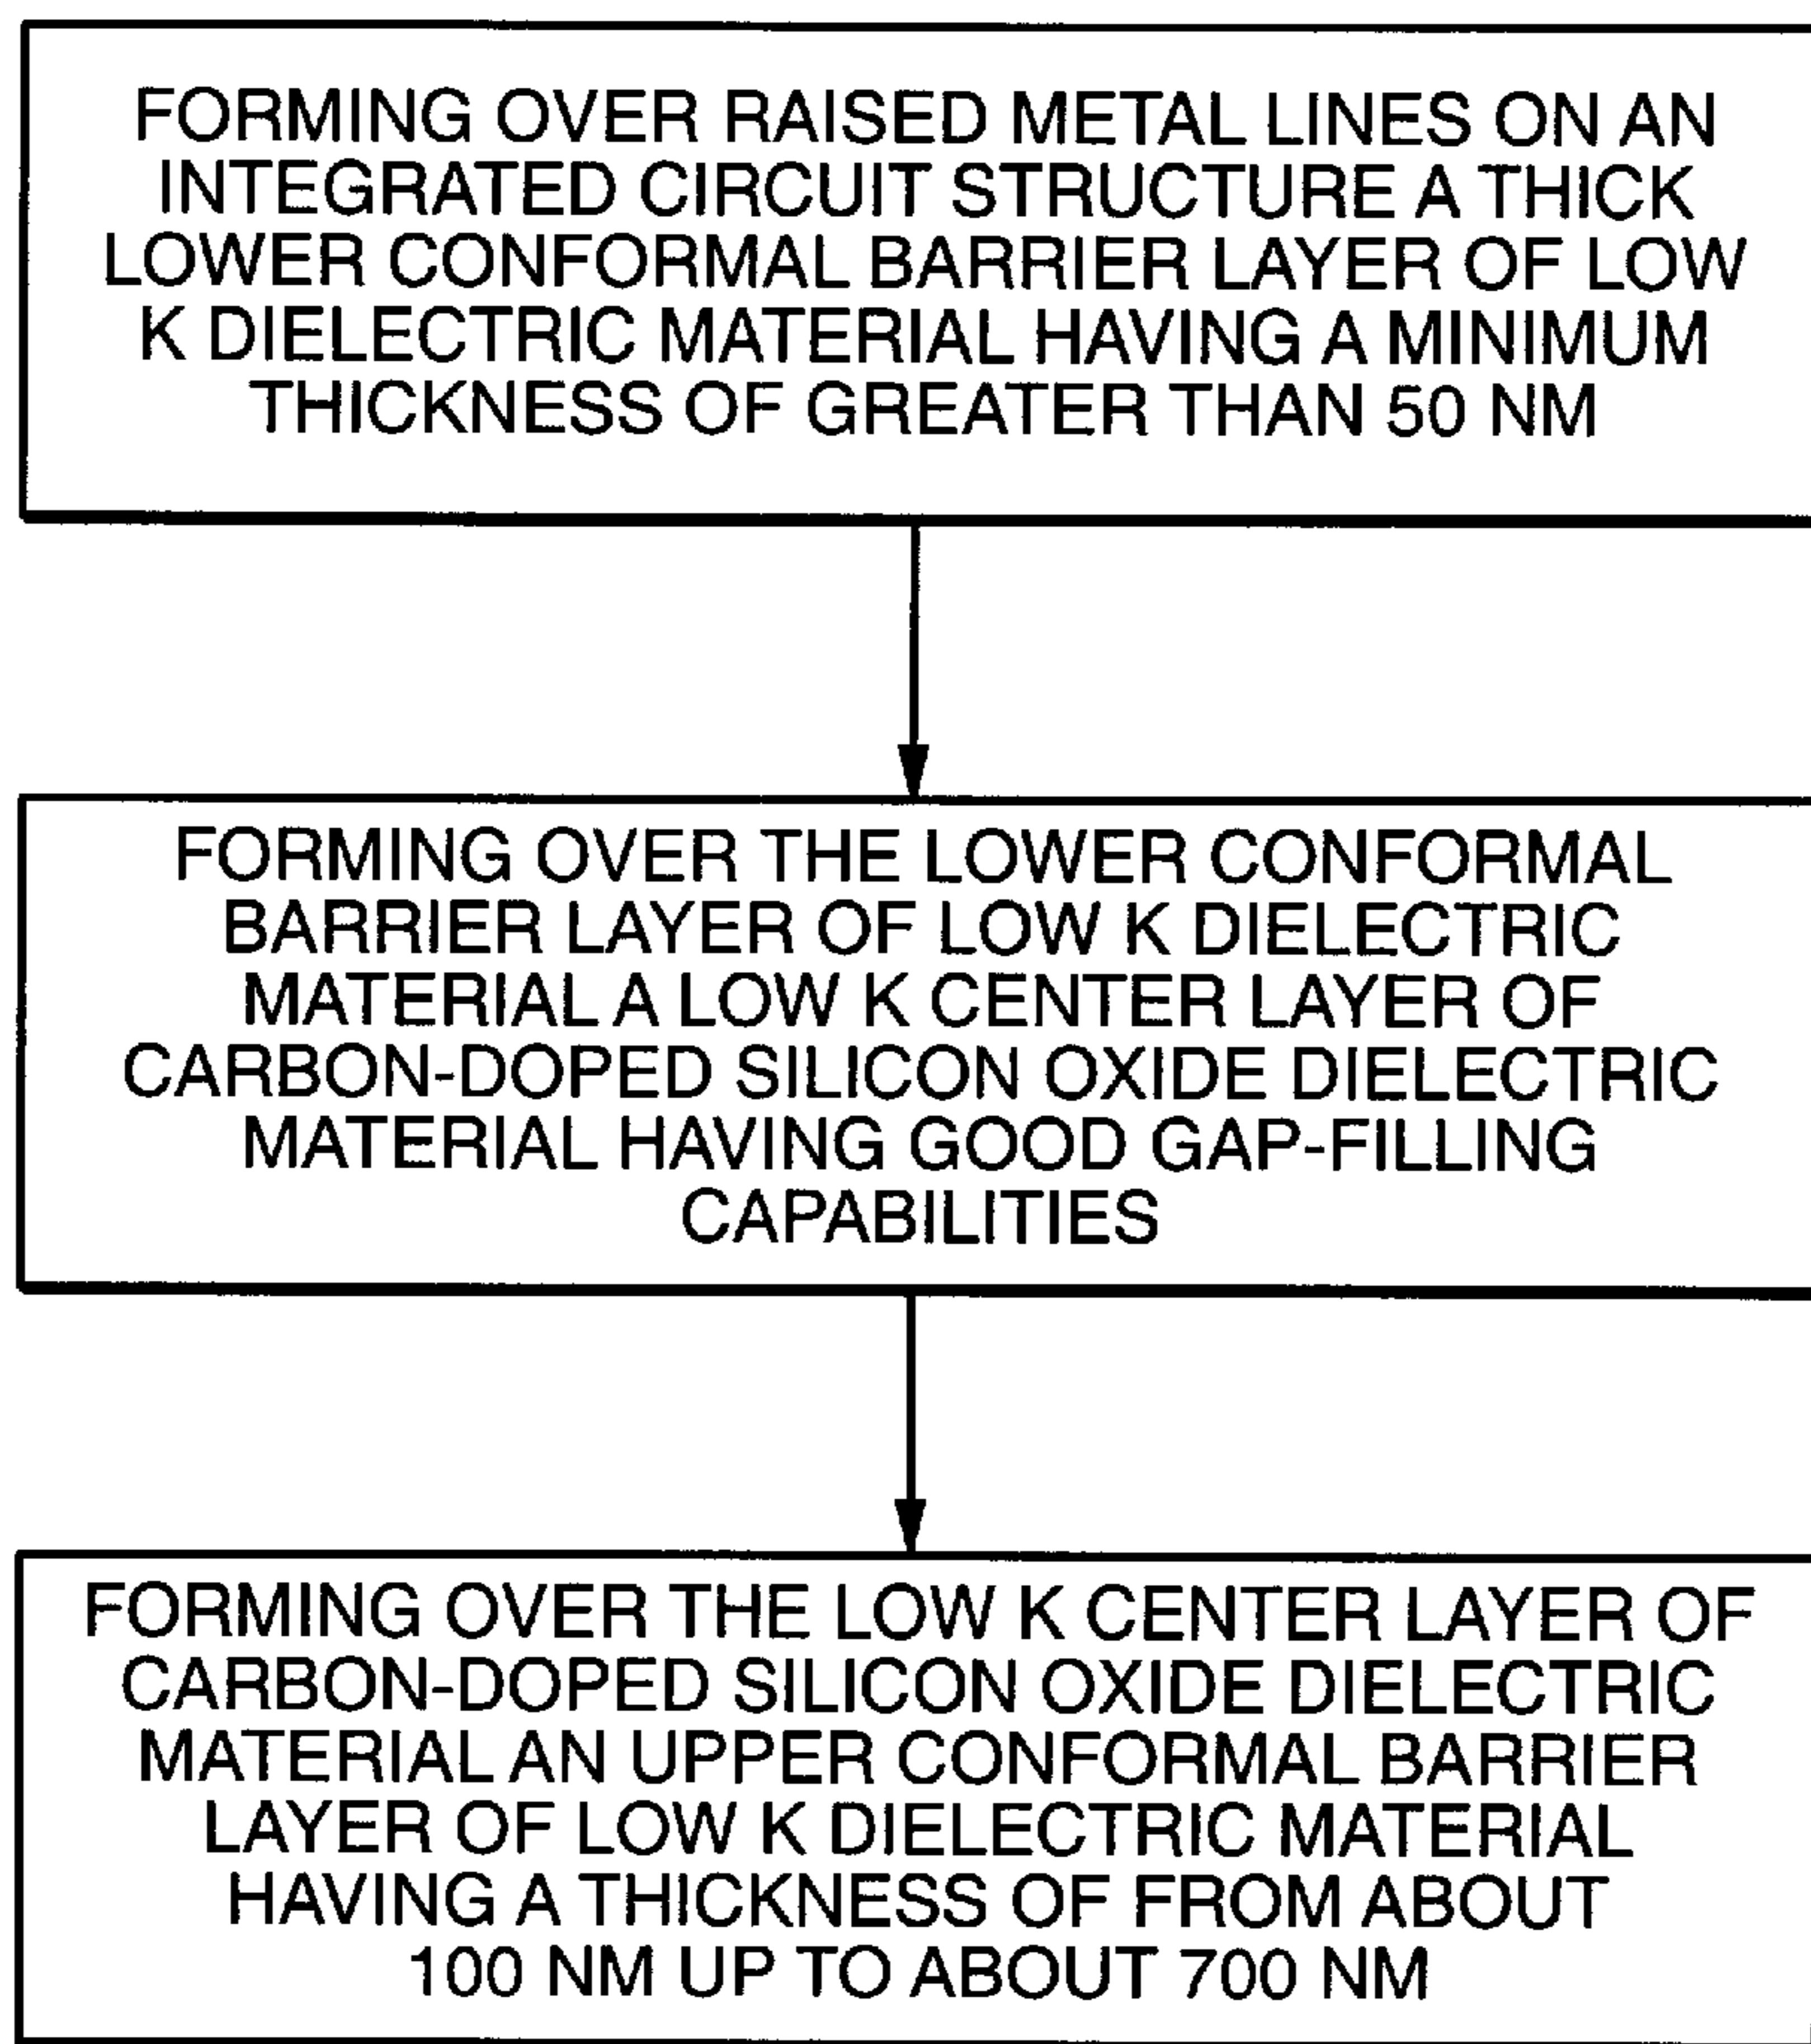 FORMING OVER RAISED METAL LINES ON AN
INTEGRATED CIRCUIT STRUCTURE A THICK
LOWER CONFORMAL BARRIER LAYER OF LOW
K DIELECTRIC MATERIAL HAVING A MINIMUM
THICKNESS OF GREATER THAN 50 NM
FORMING OVER THE LOWER CONFORMAL
BARRIER LAYER OF LOW K DIELECTRIC
MATERIAL A LOW K CENTER LAYER OF
CARBON-DOPED SILICON OXIDE DIELECTRIC
MATERIAL HAVING GOOD GAP-FILLING
CAPABILITIES
FORMING OVER THE LOW K CENTER LAYER OF
CARBON-DOPED SILICON OXIDE DIELECTRIC
MATERIAL AN UPPER CONFORMAL BARRIER
LAYER OF LOW K DIELECTRIC MATERIAL
HAVING A THICKNESS OF FROM ABOUT
100 NM UP TO ABOUT 700 NM